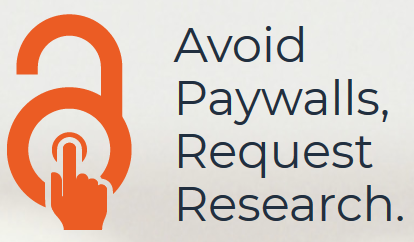 Avoid
Paywalls,
Request
Research.